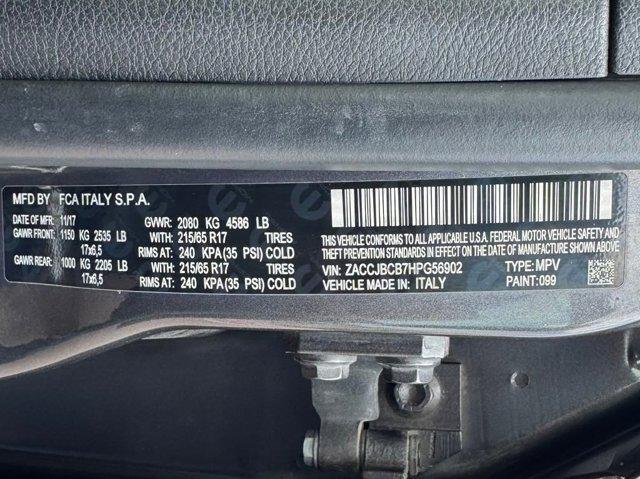 MFD BY FCA ITALY S.P.A.
DATE OF MFR: 11/17 GVWR: 2080 KG 4586 LB
GAWR FRONT: 1150 KG 2535 LB WITH: 215/65 R17 TIRES
17x6,5 RIMS AT: 240 KPA (35 PSI) COLD
GAWR REAR: 1000 KG 2205 LB WITH: 215/65 R17 TIRES
17x6,5 RIMS AT: 240 KPA (35 PSI) COLD
THIS VEHICLE CONFORMS TO ALL APPLICABLE U.S.A. FEDERAL MOTOR VEHICLE SAFETY AND
THEFT PREVENTION STANDARDS IN EFFECT ON THE DATE OF MANUFACTURE SHOWN ABOVE.
VIN: ZACCJBCB7HPG56902 TYPE: MPV
VEHICLE MADE IN: ITALY PAINT: 099